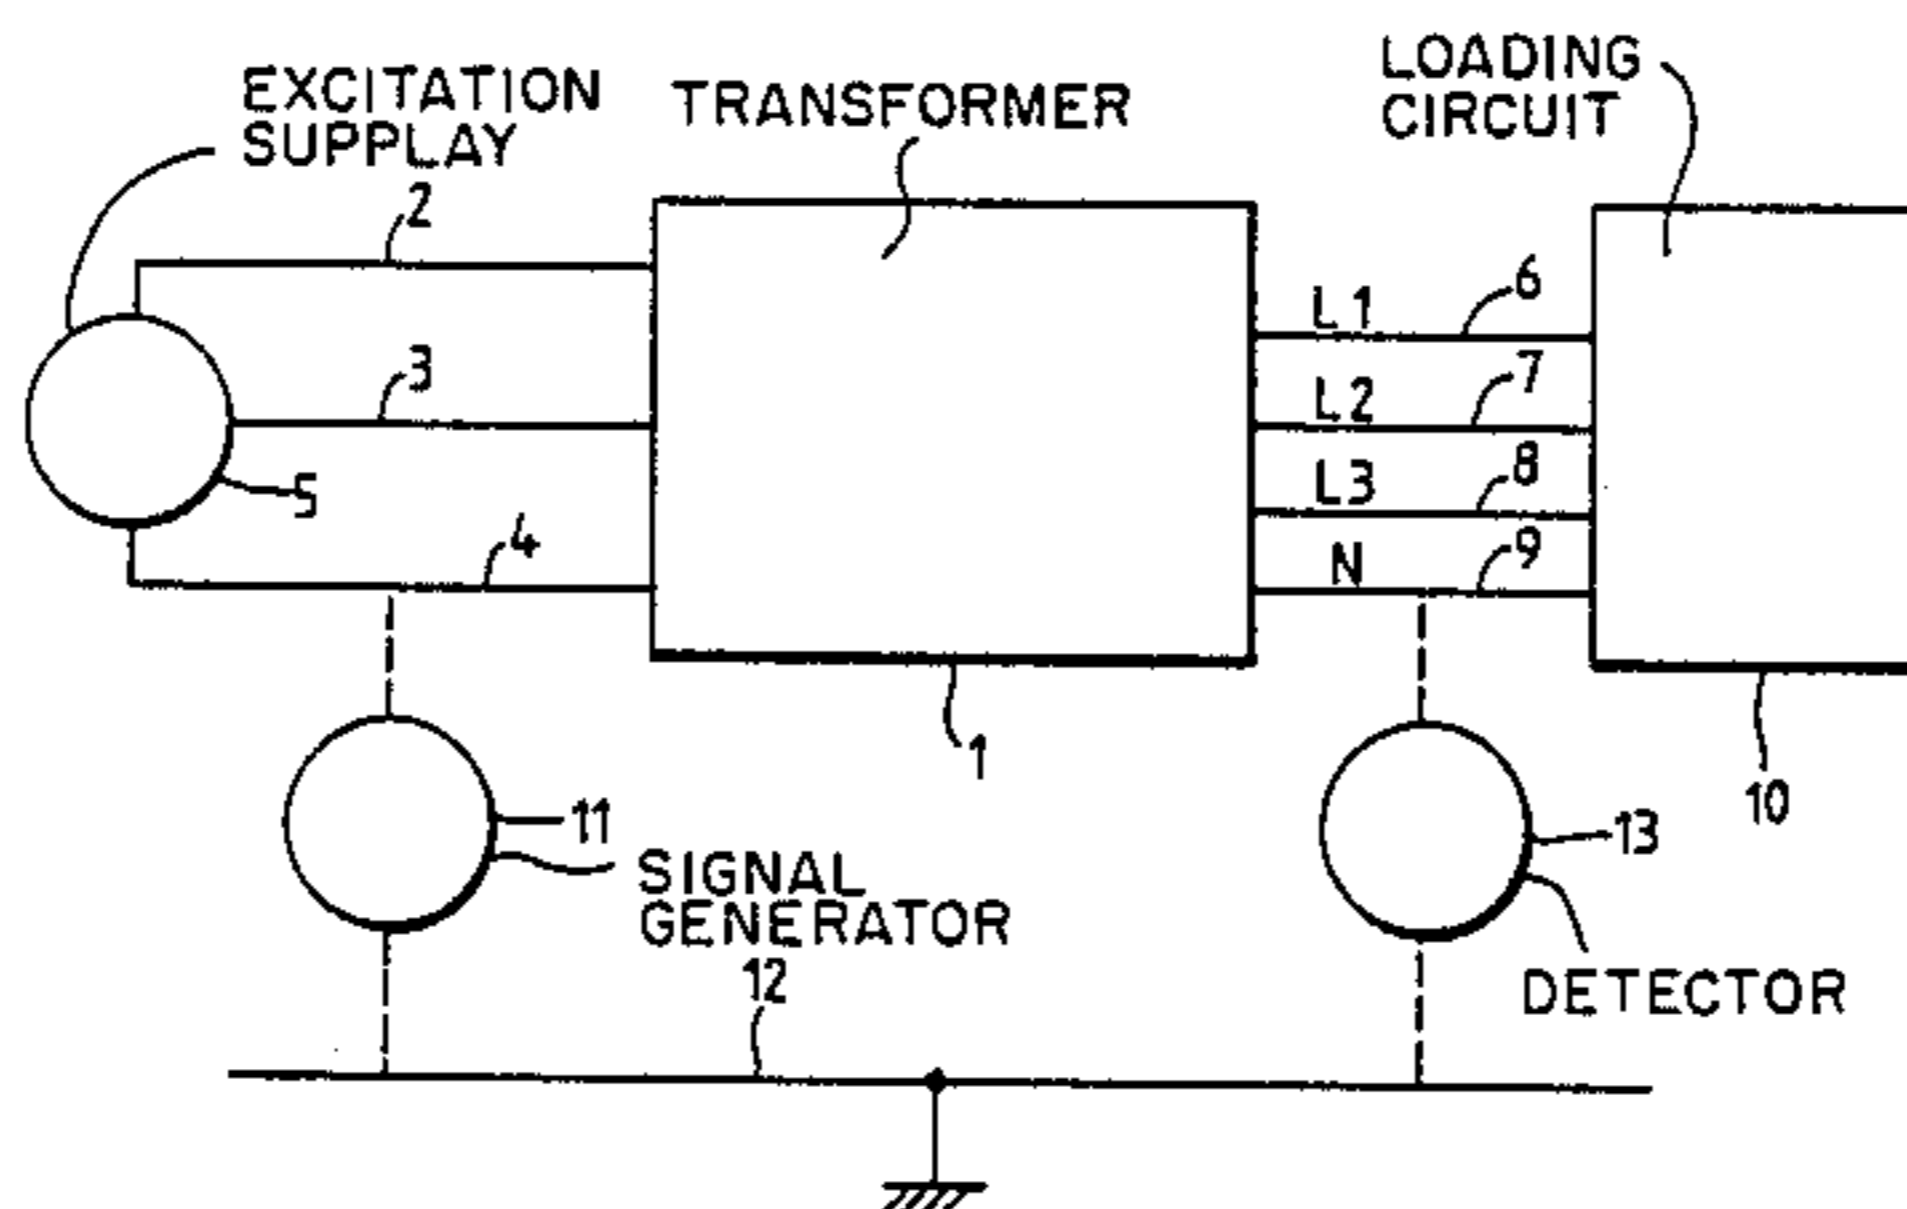 EXCITATION
SUPPLAY
TRANSFORMER
LOADING
CIRCUIT
2
3
5
4
L1
6
L2
7
L3
8
N
9
1
10
11
SIGNAL
GENERATOR
12
13
DETECTOR